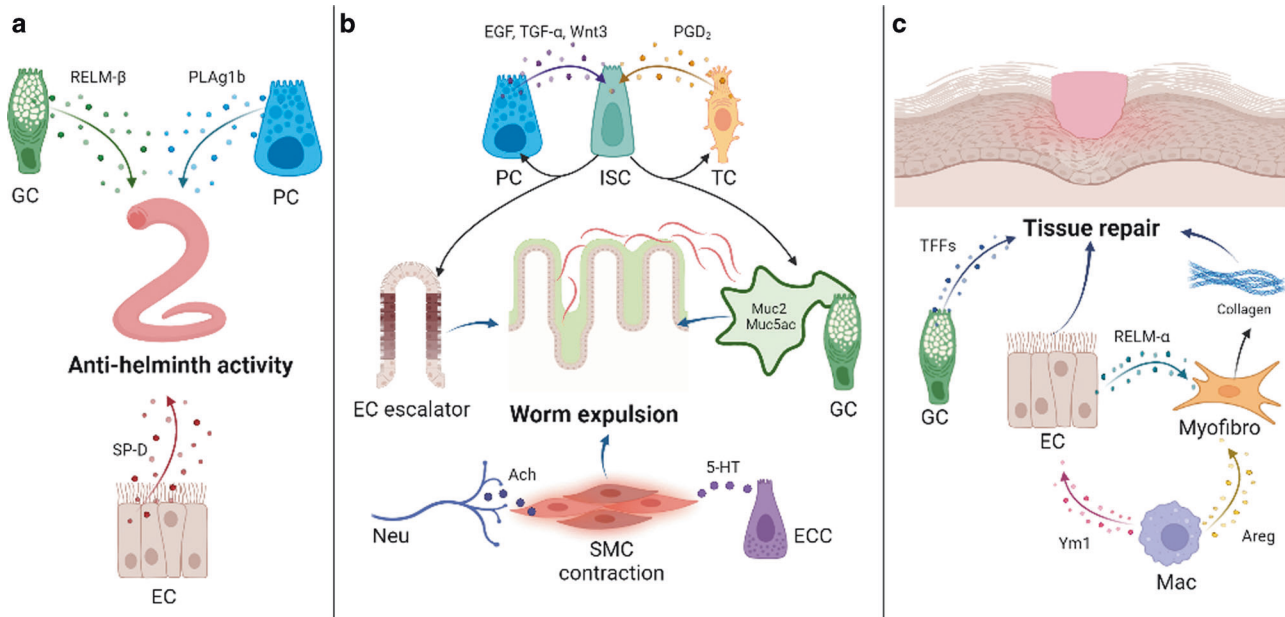 a
RELM-β
PLAg1b
GC
PC
Anti-helminth activity
SP-D
EC
b
EGF, TGF-α, Wnt3
PGD₂
PC
ISC
TC
Muc2
Muc5ac
EC escalator
GC
Worm expulsion
Ach
5-HT
Neu
SMC
contraction
ECC
c
Tissue repair
TFFs
Collagen
RELM-α
GC
EC
Myofibro
Ym1
Areg
Mac